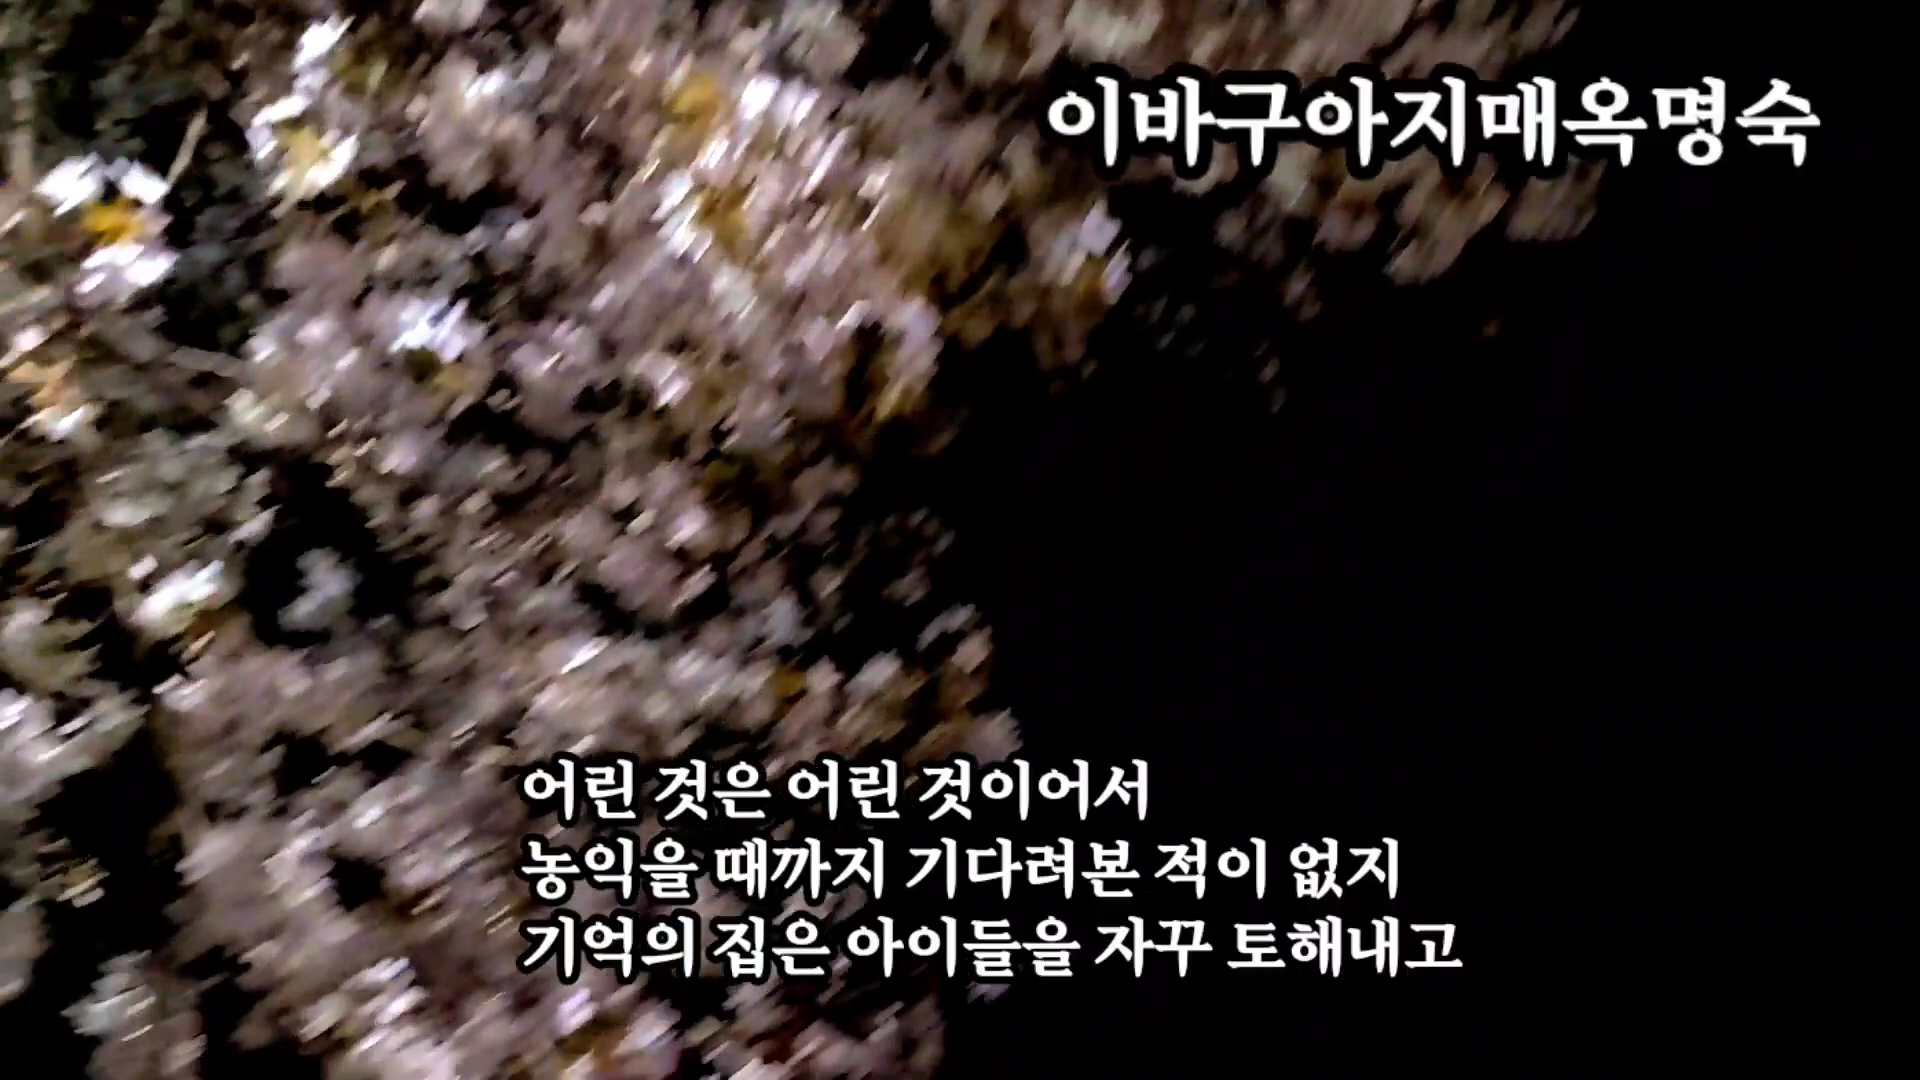 이바구아지매옥명숙
어린 것은 어린 것이어서
농익을 때까지 기다려본 적이 없지
기억의 집은 아이들을 자꾸 토해내고